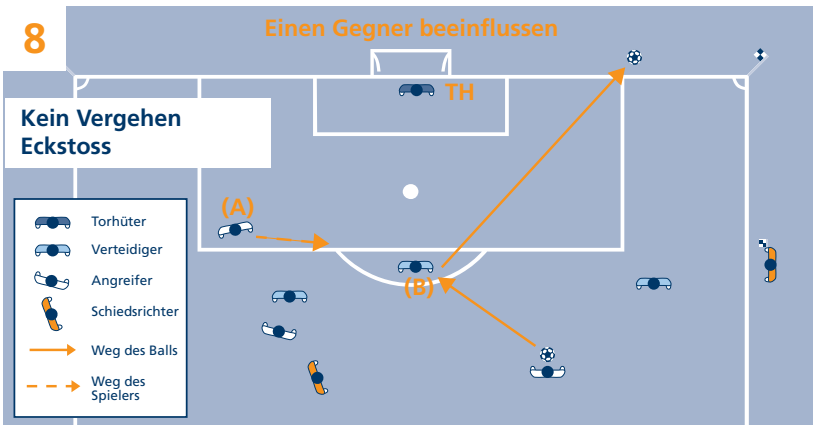 8
Einen Gegner beeinflussen
TH
Kein Vergehen
Eckstoss
(A)
(B)
Torhüter
Verteidiger
Angreifer
Schiedsrichter
Weg des Balls
Weg des
Spielers